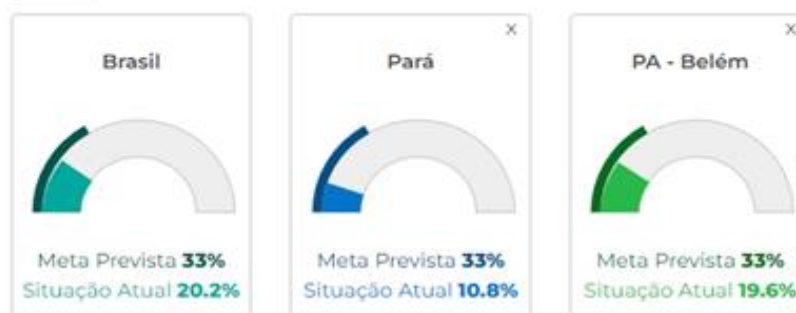 Brasil
Meta Prevista 33%
Situação Atual 20.2%
X
Pará
Meta Prevista 33%
Situação Atual 10.8%
X
PA - Belém
Meta Prevista 33%
Situação Atual 19.6%